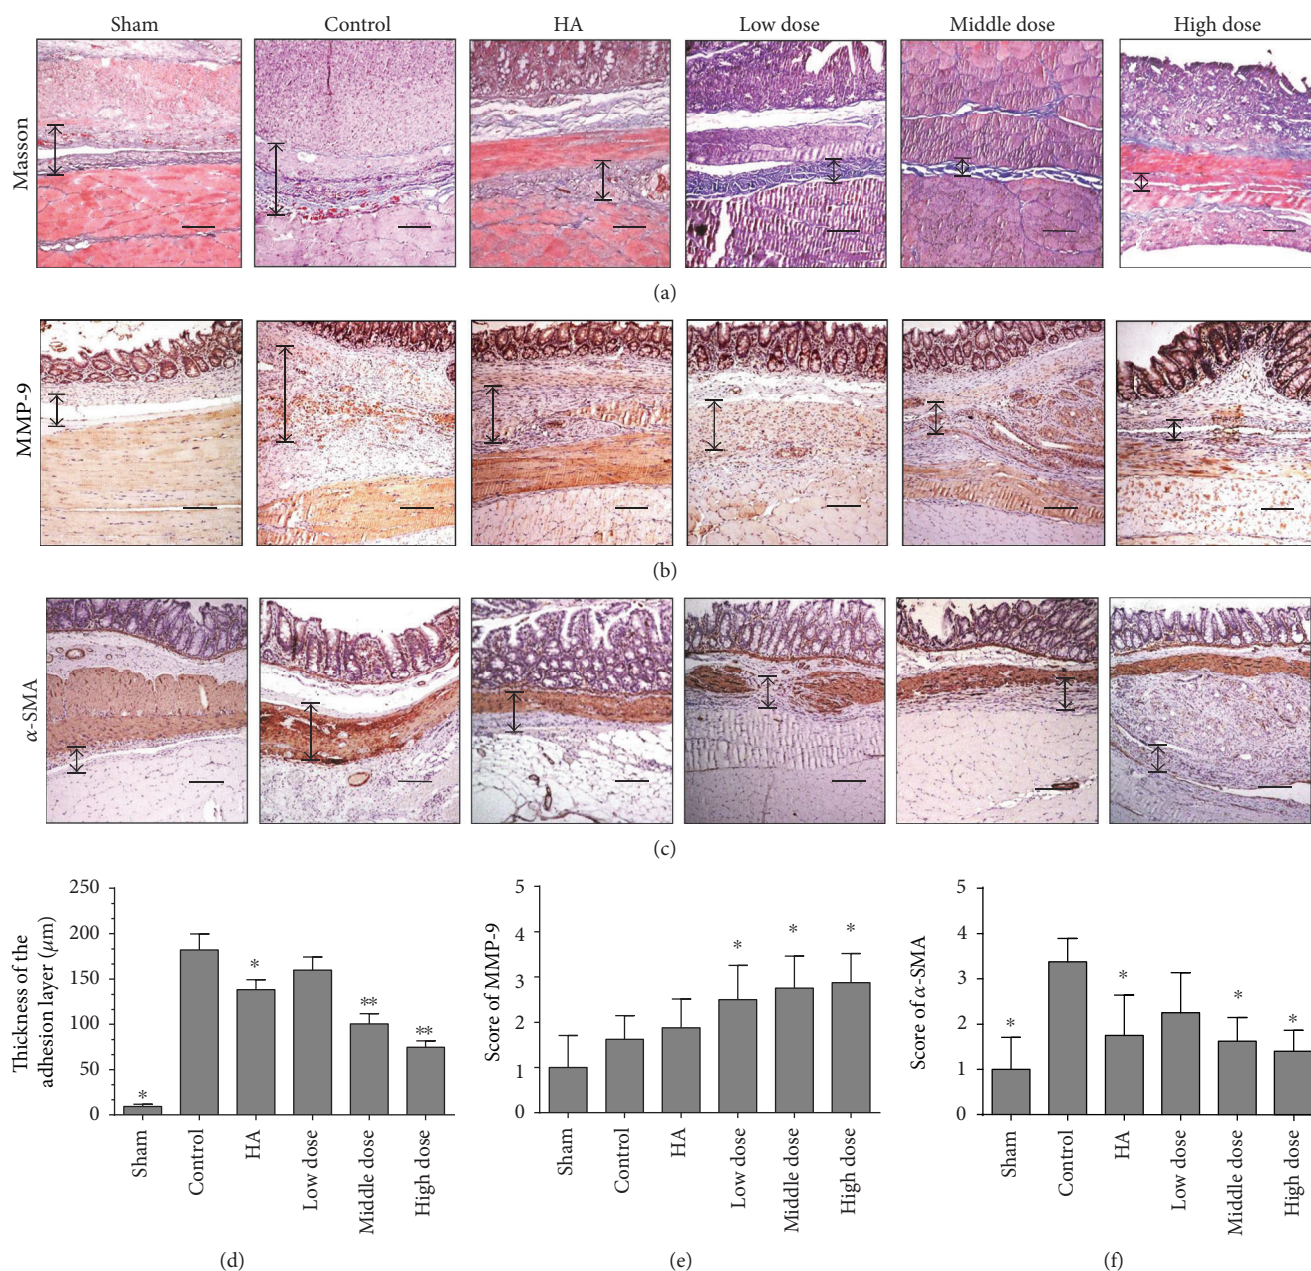 Sham Control HA Low dose Middle dose High dose
Masson
(a)
MMP-9
(b)
α-SMA
(c)
Thickness of the
adhesion layer (μm)
250
200
150
100
50
0
*
*
**
**
Sham
Control
HA
Low dose
Middle dose
High dose
(d)
Score of MMP-9
5
4
3
2
1
0
*
*
*
Sham
Control
HA
Low dose
Middle dose
High dose
(e)
Score of α-SMA
5
4
3
2
1
0
*
*
*
*
Sham
Control
HA
Low dose
Middle dose
High dose
(f)